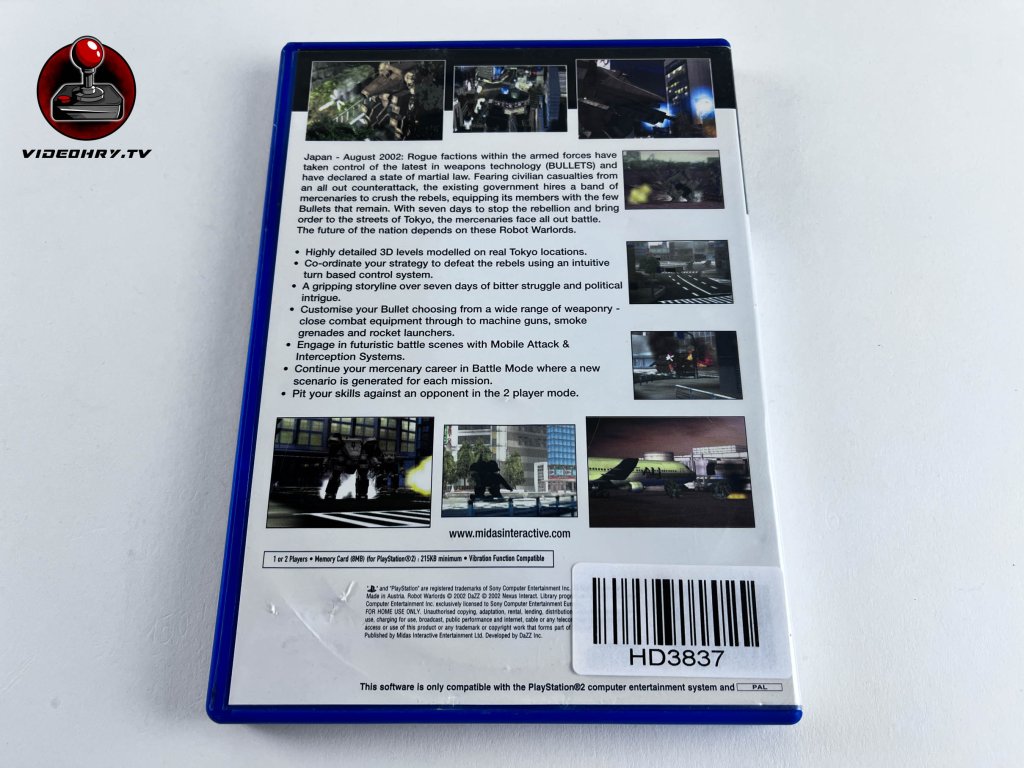 VIDEOHRY.TV
Japan - August 2002: Rogue factions within the armed forces have
taken control of the latest in weapons technology (BULLETS) and
have declared a state of martial law. Fearing civilian casualties from
an all out counterattack, the existing government hires a band of
mercenaries to crush the rebels, equipping its members with the few
Bullets that remain. With seven days to stop the rebellion and bring
order to the streets of Tokyo, the mercenaries face all out battle.
The future of the nation depends on these Robot Warlords.
• Highly detailed 3D levels modelled on real Tokyo locations.
• Co-ordinate your strategy to defeat the rebels using an intuitive
turn based control system.
• A gripping storyline over seven days of bitter struggle and political
intrigue.
• Customise your Bullet choosing from a wide range of weaponry -
close combat equipment through to machine guns, smoke
grenades and rocket launchers.
• Engage in futuristic battle scenes with Mobile Attack &
Interception Systems.
• Continue your mercenary career in Battle Mode where a new
scenario is generated for each mission.
• Pit your skills against an opponent in the 2 player mode.
www.midasinteractive.com
1 or 2 Players • Memory Card (8MB) (for PlayStation®2) : 215KB minimum • Vibration Function Compatible
" " and "PlayStation" are registered trademarks of Sony Computer Entertainment Inc.
Made in Austria. Robot Warlords © 2002 DaZZ © 2002 Nexus Interact. Library
Computer Entertainment Inc. exclusively licensed to Sony Computer Entertainment
FOR HOME USE ONLY. Unauthorised copying, adaptation, rental, lending, distribution
use, charging for use, broadcast, public performance and internet, cable or any
access or use of this product or any trademark or copyright work that forms part of
Published by Midas Interactive Entertainment Ltd. Developed by DaZZ Inc.
HD3837
This software is only compatible with the PlayStation®2 computer entertainment system and PAL